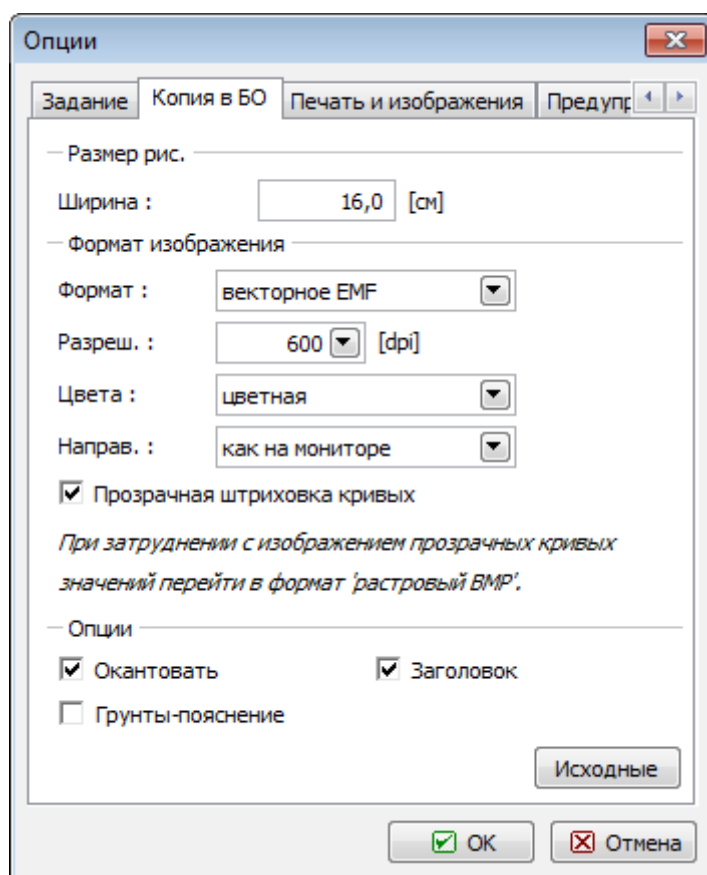 Опции
Задание Копия в БО Печать и изображения Предупр
Размер рис.
Ширина : 16,0 [см]
Формат изображения
Формат : векторное EMF
Разреш. : 600 [dpi]
Цвета : цветная
Направ. : как на мониторе
Прозрачная штриховка кривых
При затруднении с изображением прозрачных кривых
значений перейти в формат 'растровый BMP'.
Опции
Окантовать Заголовок
Грунты-пояснение
Исходные
OK Отмена